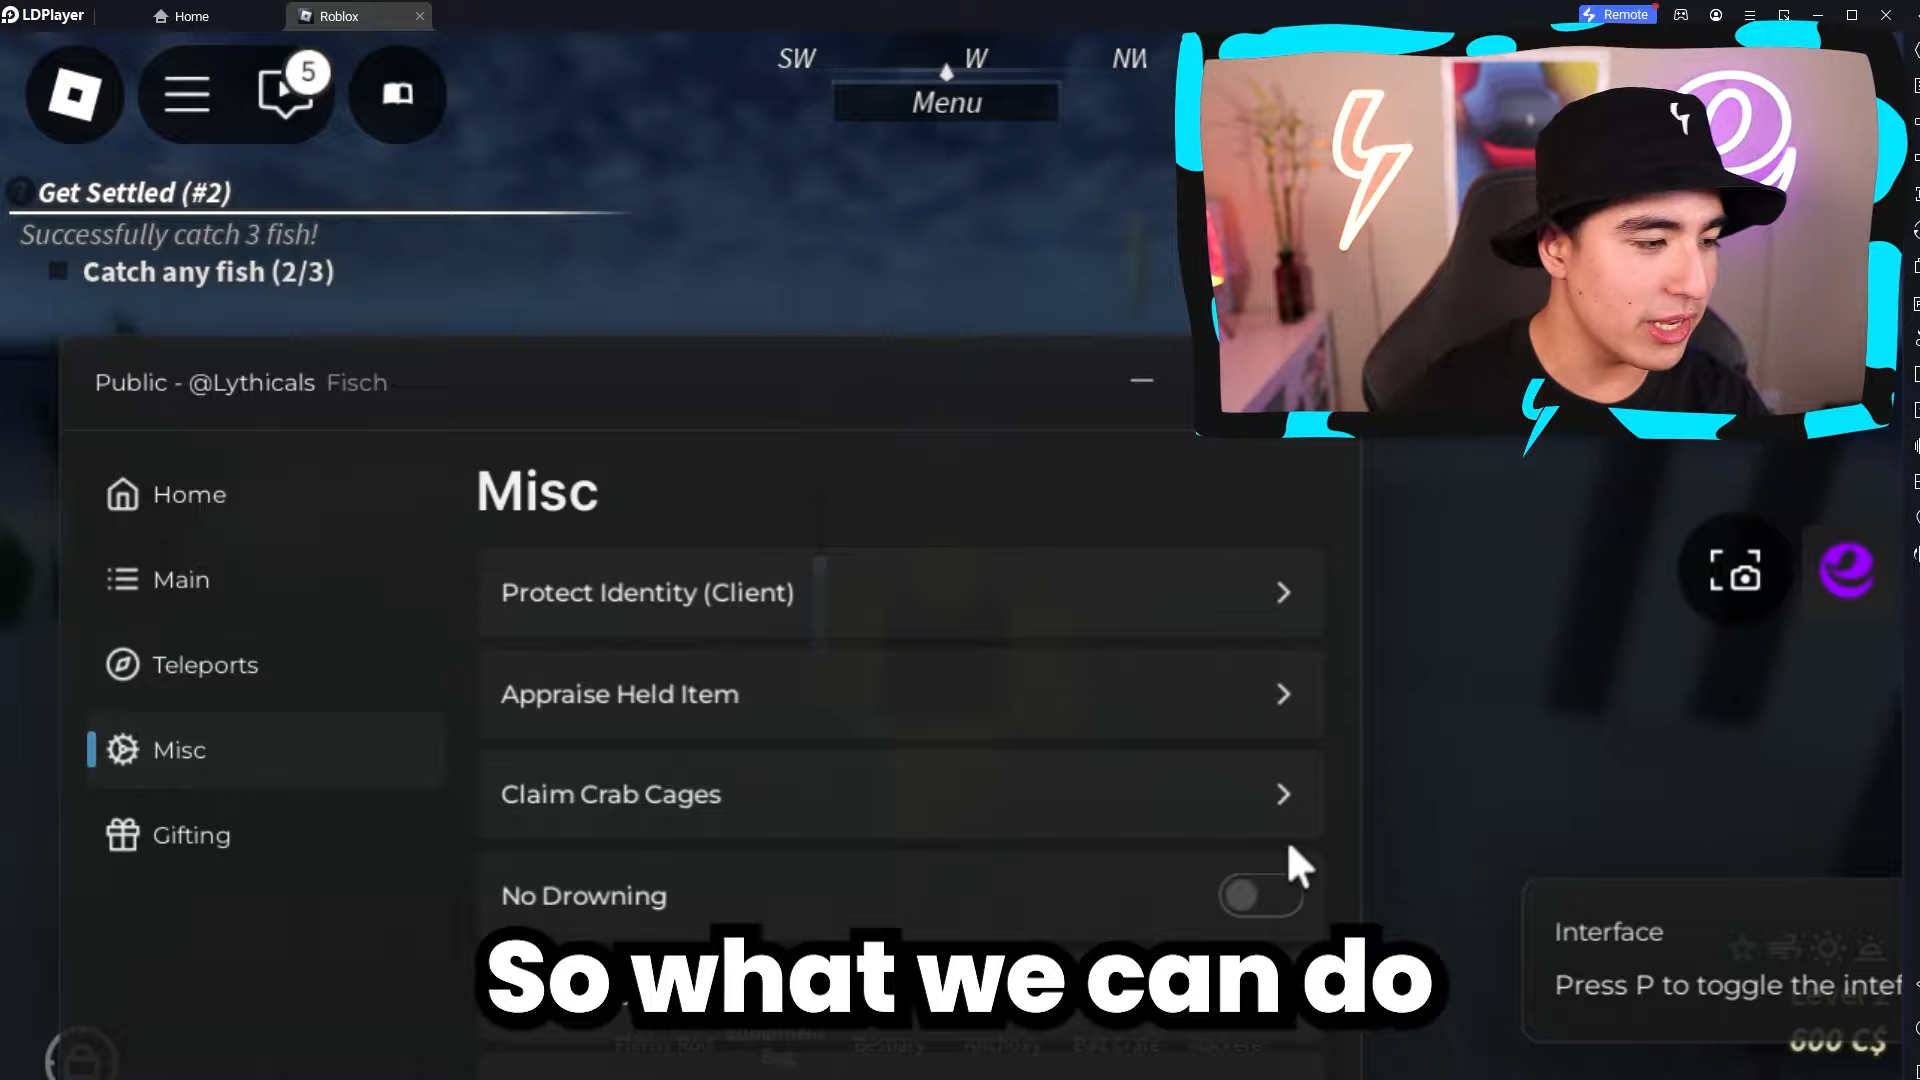 LDPlayer
Home
Roblox
Remote
5
SW W NW
Menu
Get Settled (#2)
Successfully catch 3 fish!
Catch any fish (2/3)
Public - @Lythicals Fisch
Home
Main
Teleports
Misc
Gifting
Misc
Protect Identity (Client)
Appraise Held Item
Claim Crab Cages
No Drowning
Interface
Press P to toggle the intef
600 C$
So what we can do